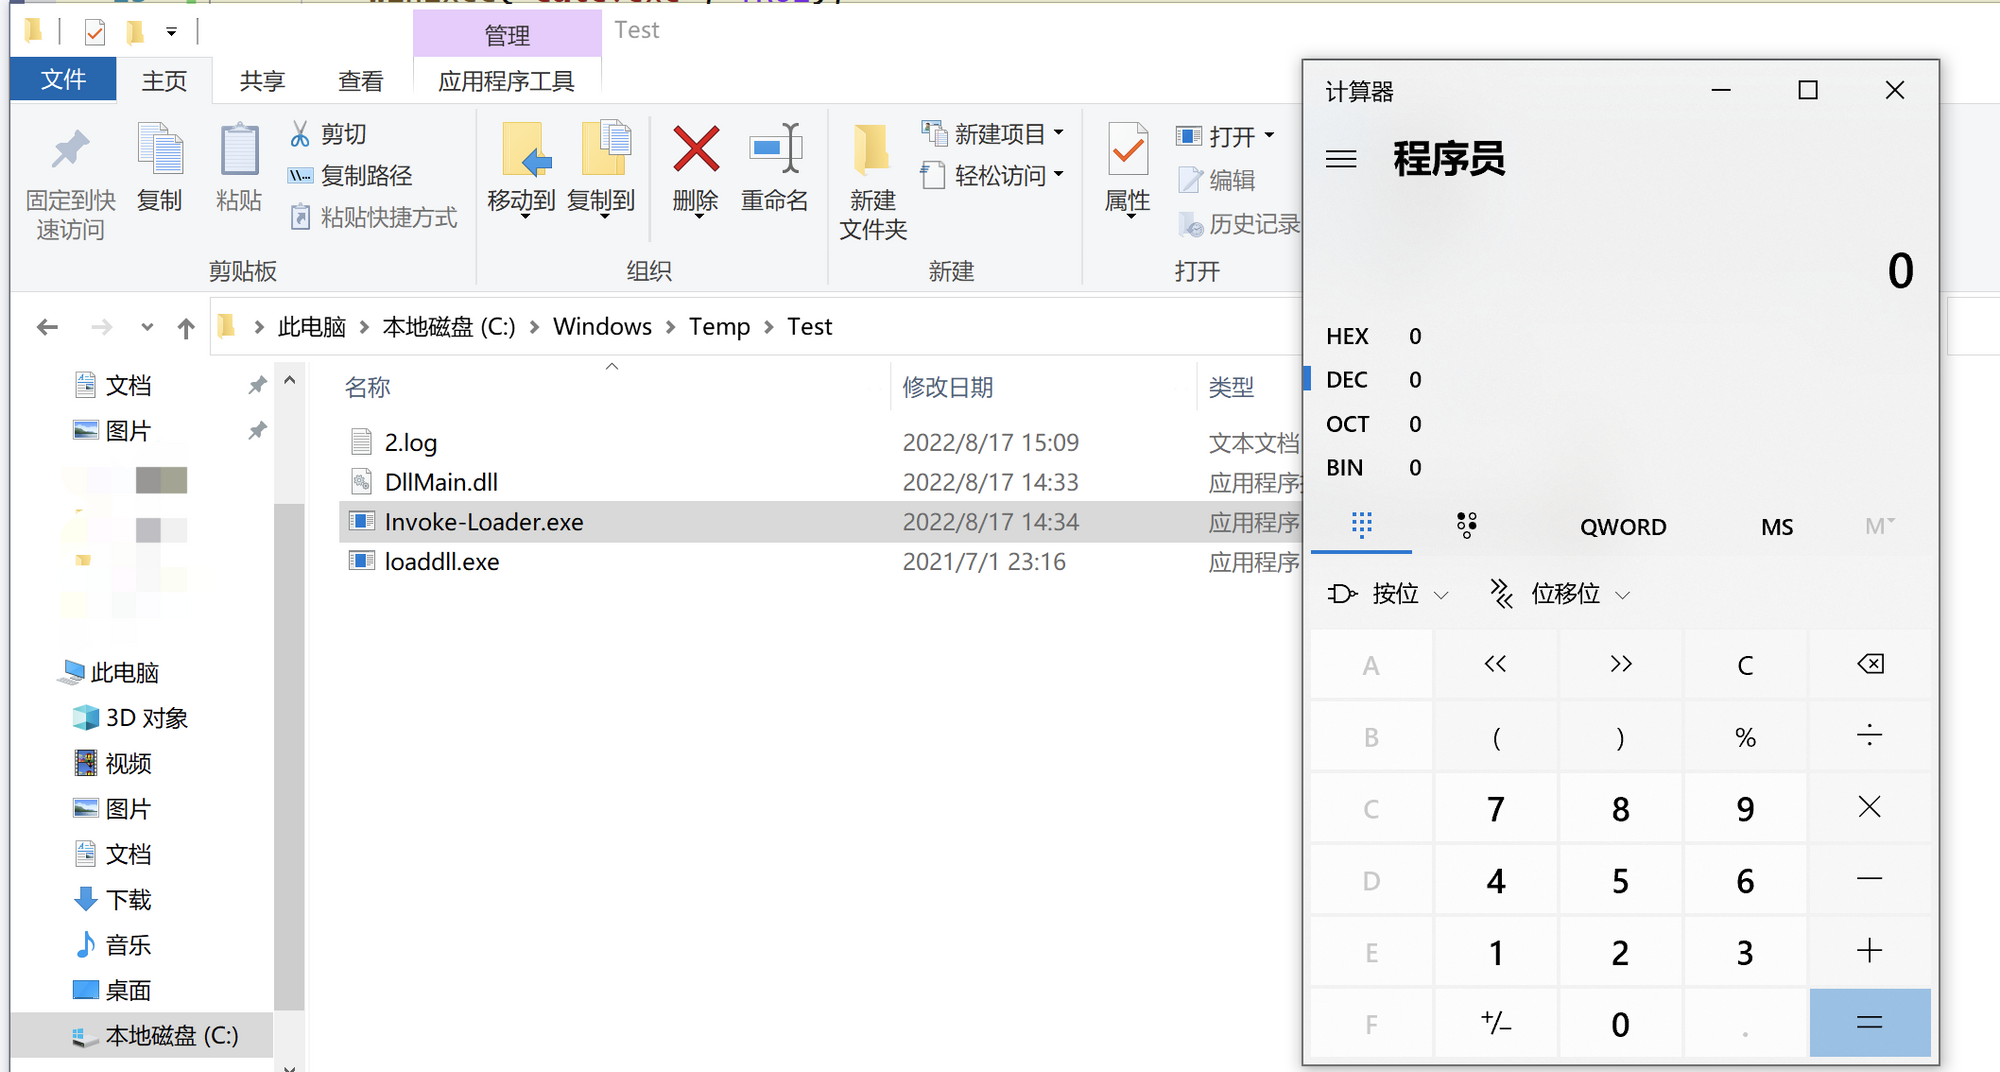 管理
Test
文件
主页
共享
查看
应用程序工具
固定到快
速访问
复制
粘贴
剪切
复制路径
粘贴快捷方式
剪贴板
移动到
复制到
删除
重命名
组织
新建
文件夹
新建项目
轻松访问
新建
属性
打开
编辑
历史记录
打开
此电脑
本地磁盘 (C:)
Windows
Temp
Test
名称
修改日期
类型
2.log
2022/8/17 15:09
文本文档
DllMain.dll
2022/8/17 14:33
应用程序
Invoke-Loader.exe
2022/8/17 14:34
应用程序
loaddll.exe
2021/7/1 23:16
应用程序
文档
图片
此电脑
3D 对象
视频
图片
文档
下载
音乐
桌面
本地磁盘 (C:)
计算器
程序员
0
HEX 0
DEC 0
OCT 0
BIN 0
QWORD
MS
M
按位
位移位
A << >> C
B ( ) % ÷
C 7 8 9 ×
D 4 5 6 −
E 1 2 3 +
F +/− 0 . =